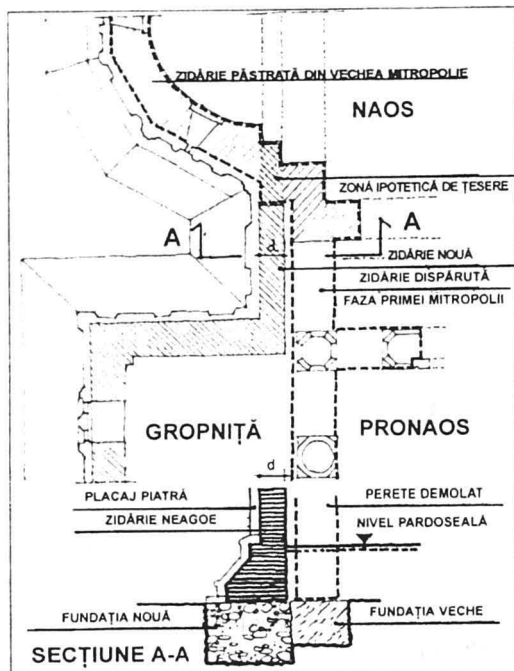 ZIDĂRIE PĂSTRATĂ DIN VECHEA MITROPOLIE
NAOS
ZONĂ IPOTETICĂ DE ȚESERE
A
A
d
ZIDĂRIE NOUĂ
ZIDĂRIE DISPĂRUTĂ
FAZA PRIMEI MITROPOLII
GROPNIȚĂ
PRONAOS
d
PLACAJ PIATRĂ
PERETE DEMOLAT
ZIDĂRIE NEAGOE
NIVEL PARDOSEALĂ
FUNDAȚIA NOUĂ
FUNDAȚIA VECHE
SECȚIUNE A-A